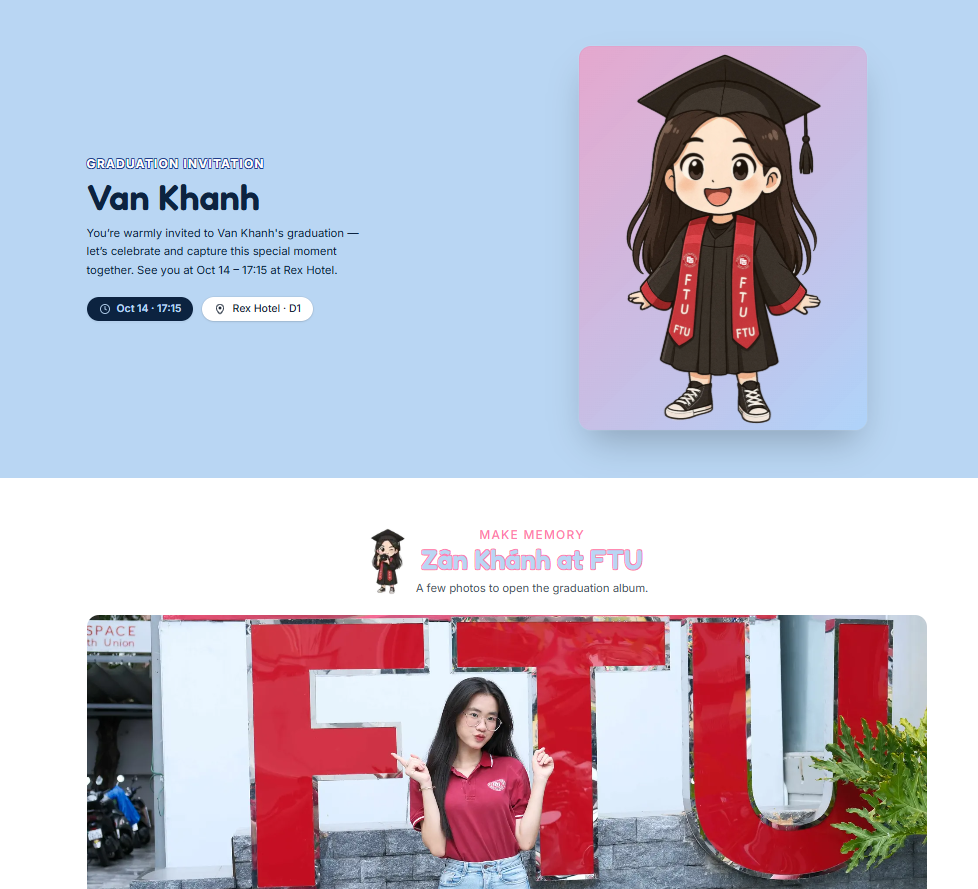 GRADUATION INVITATION
Van Khanh
You’re warmly invited to Van Khanh's graduation —
let’s celebrate and capture this special moment
together. See you at Oct 14 – 17:15 at Rex Hotel.
Oct 14 · 17:15
Rex Hotel · D1
FTU
FTU
FTU
FTU
MAKE MEMORY
Zân Khánh at FTU
A few photos to open the graduation album.
SPACE
th Union
FTU